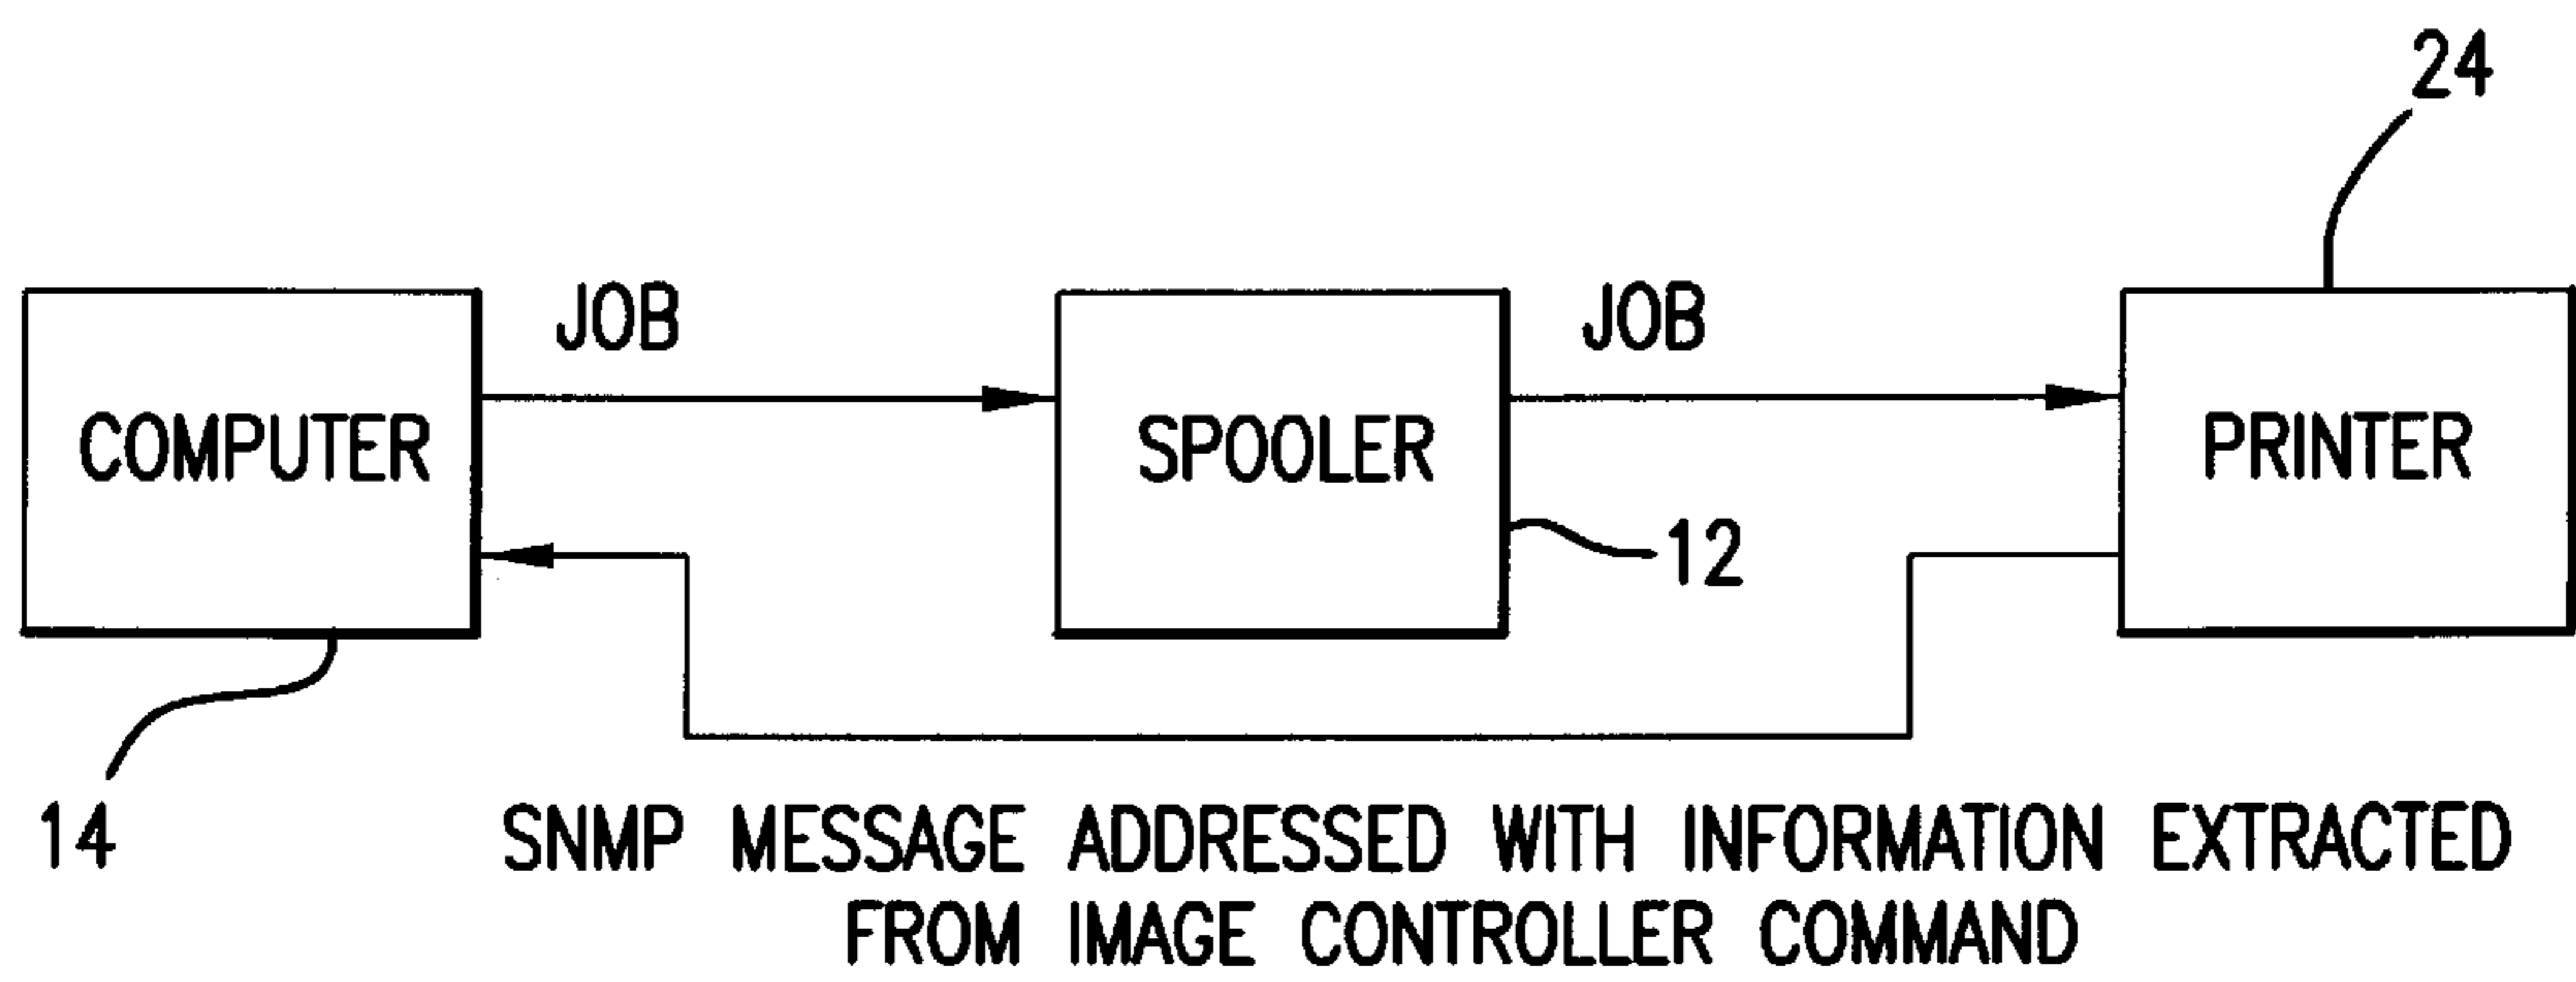 24
JOB
JOB
COMPUTER
SPOOLER
PRINTER
12
14
SNMP MESSAGE ADDRESSED WITH INFORMATION EXTRACTED
FROM IMAGE CONTROLLER COMMAND